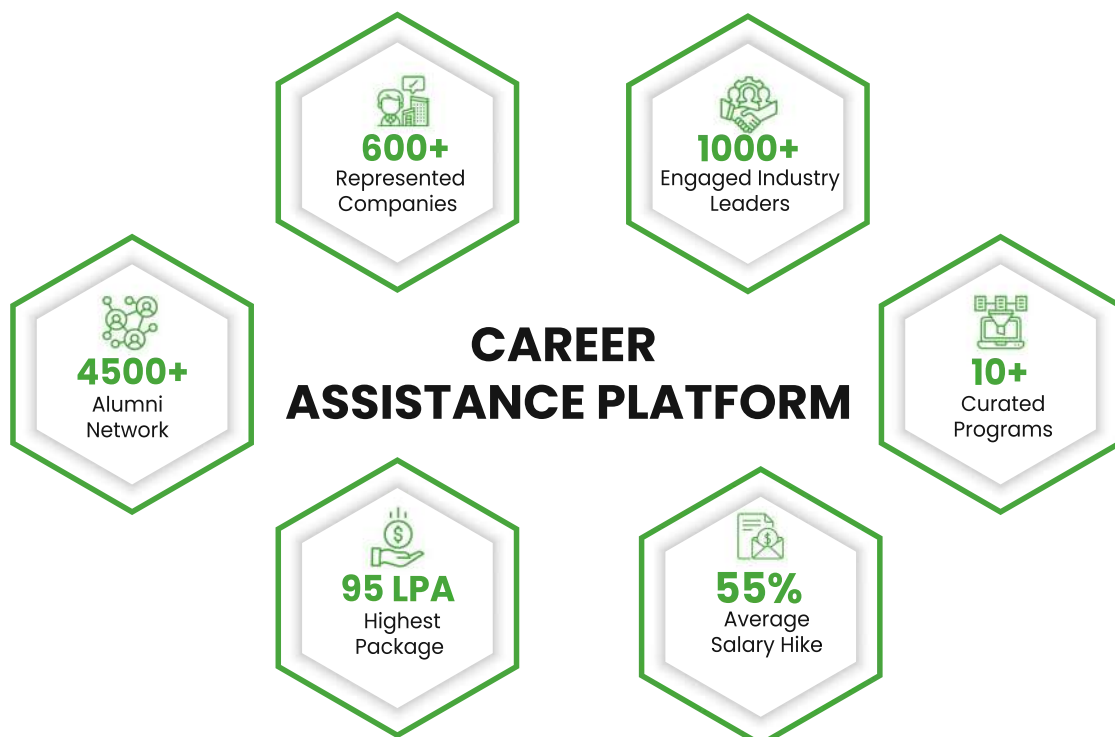 600+
Represented
Companies
1000+
Engaged Industry
Leaders
4500+
Alumni
Network
CAREER
ASSISTANCE PLATFORM
10+
Curated
Programs
95 LPA
Highest
Package
55%
Average
Salary Hike